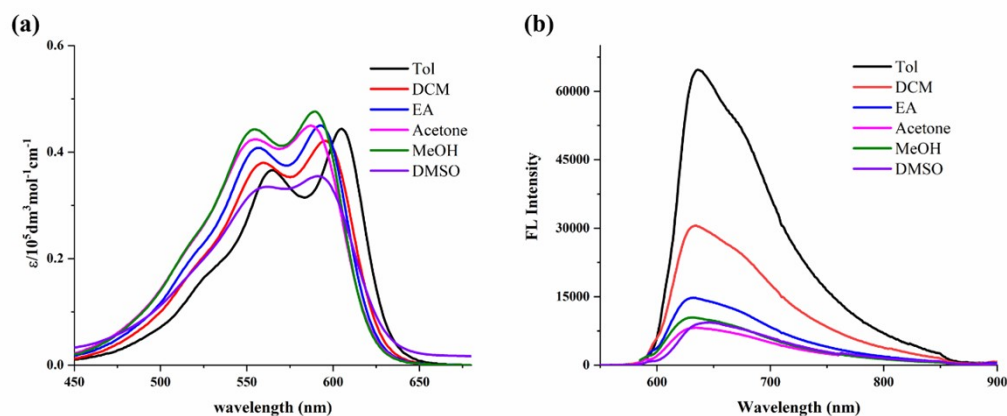 (a)
0.6
0.4
0.2
0.0
ε/10⁵dm³mol⁻¹cm⁻¹
Tol
DCM
EA
Acetone
MeOH
DMSO
450 500 550 600 650
wavelength (nm)
(b)
60000
45000
30000
15000
0
FL Intensity
Tol
DCM
EA
Acetone
MeOH
DMSO
600 700 800 900
Wavelength (nm)